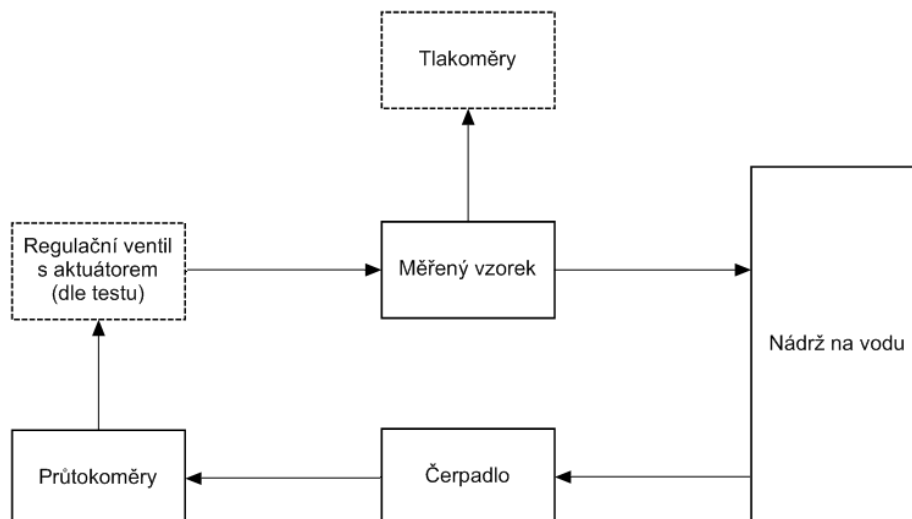 Tlakoměry
Regulační ventil
s aktuátorem
(dle testu)
Měřený vzorek
Nádrž na vodu
Průtokoměry
Čerpadlo